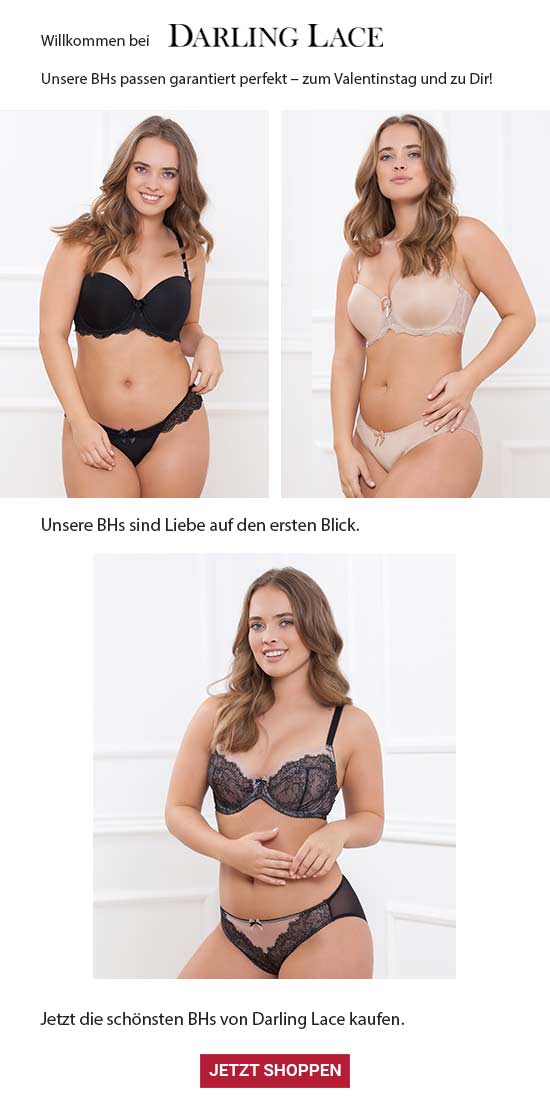 Willkommen bei DARLING LACE
Unsere BHs passen garantiert perfekt – zum Valentinstag und zu Dir!
Unsere BHs sind Liebe auf den ersten Blick.
Jetzt die schönsten BHs von Darling Lace kaufen.
JETZT SHOPPEN